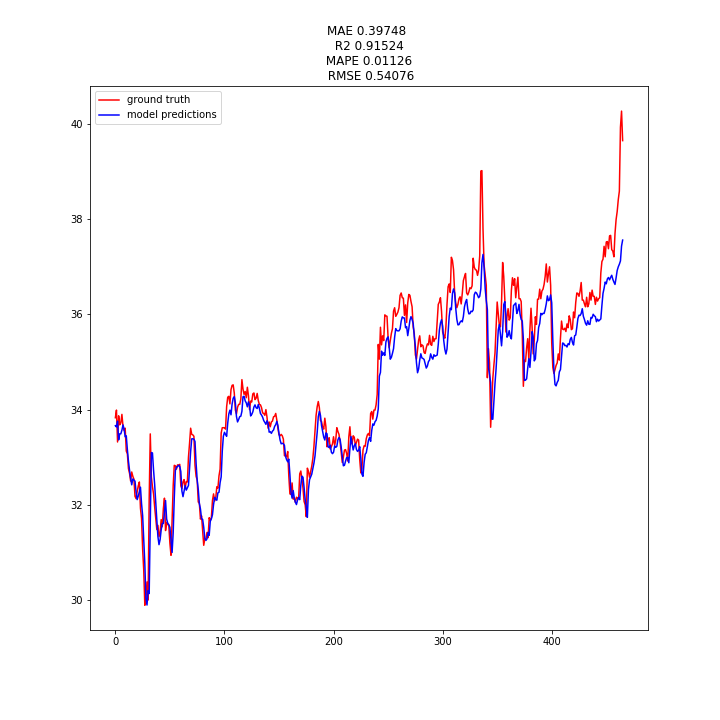 MAE 0.39748
R2 0.91524
MAPE 0.01126
RMSE 0.54076
ground truth
model predictions
40
38
36
34
32
30
0 100 200 300 400